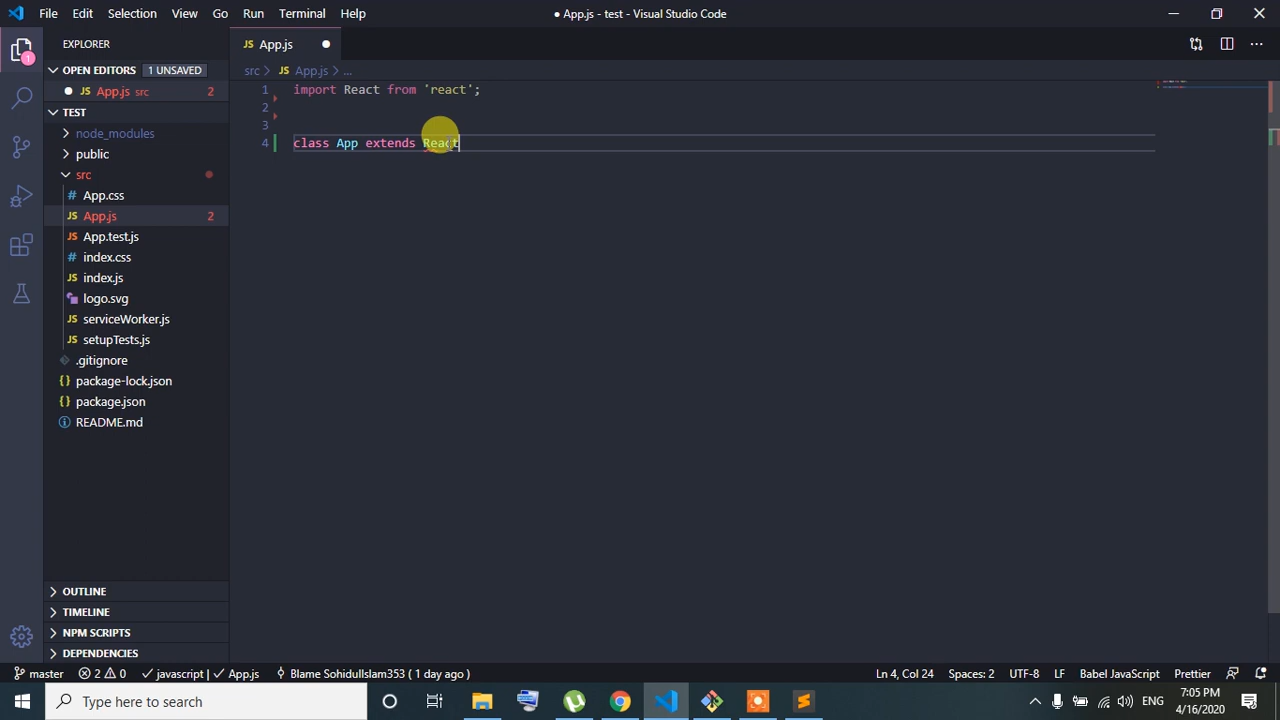 File Edit Selection View Go Run Terminal Help
● App.js - test - Visual Studio Code
EXPLORER
OPEN EDITORS 1 UNSAVED
App.js src 2
TEST
node_modules
public
src
App.css
App.js 2
App.test.js
index.css
index.js
logo.svg
serviceWorker.js
setupTests.js
.gitignore
package-lock.json
package.json
README.md
OUTLINE
TIMELINE
NPM SCRIPTS
DEPENDENCIES
1
JS App.js
src > JS App.js > ...
1 import React from 'react';
2
3
4 class App extends React
master 2 0 javascript | App.js Blame SohidulIslam353 ( 1 day ago ) Ln 4, Col 24 Spaces: 2 UTF-8 LF Babel JavaScript Prettier
Type here to search
ENG
7:05 PM
4/16/2020